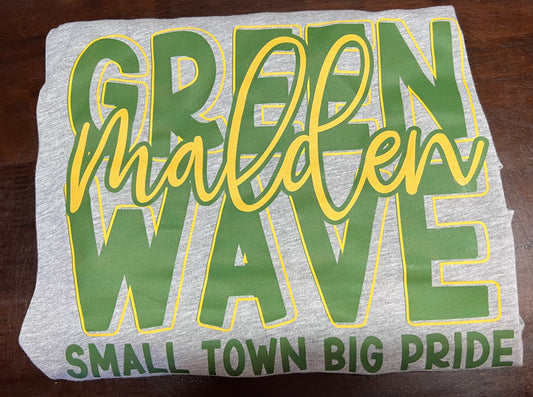 GREEN
malden
WAVE
SMALL TOWN BIG PRIDE